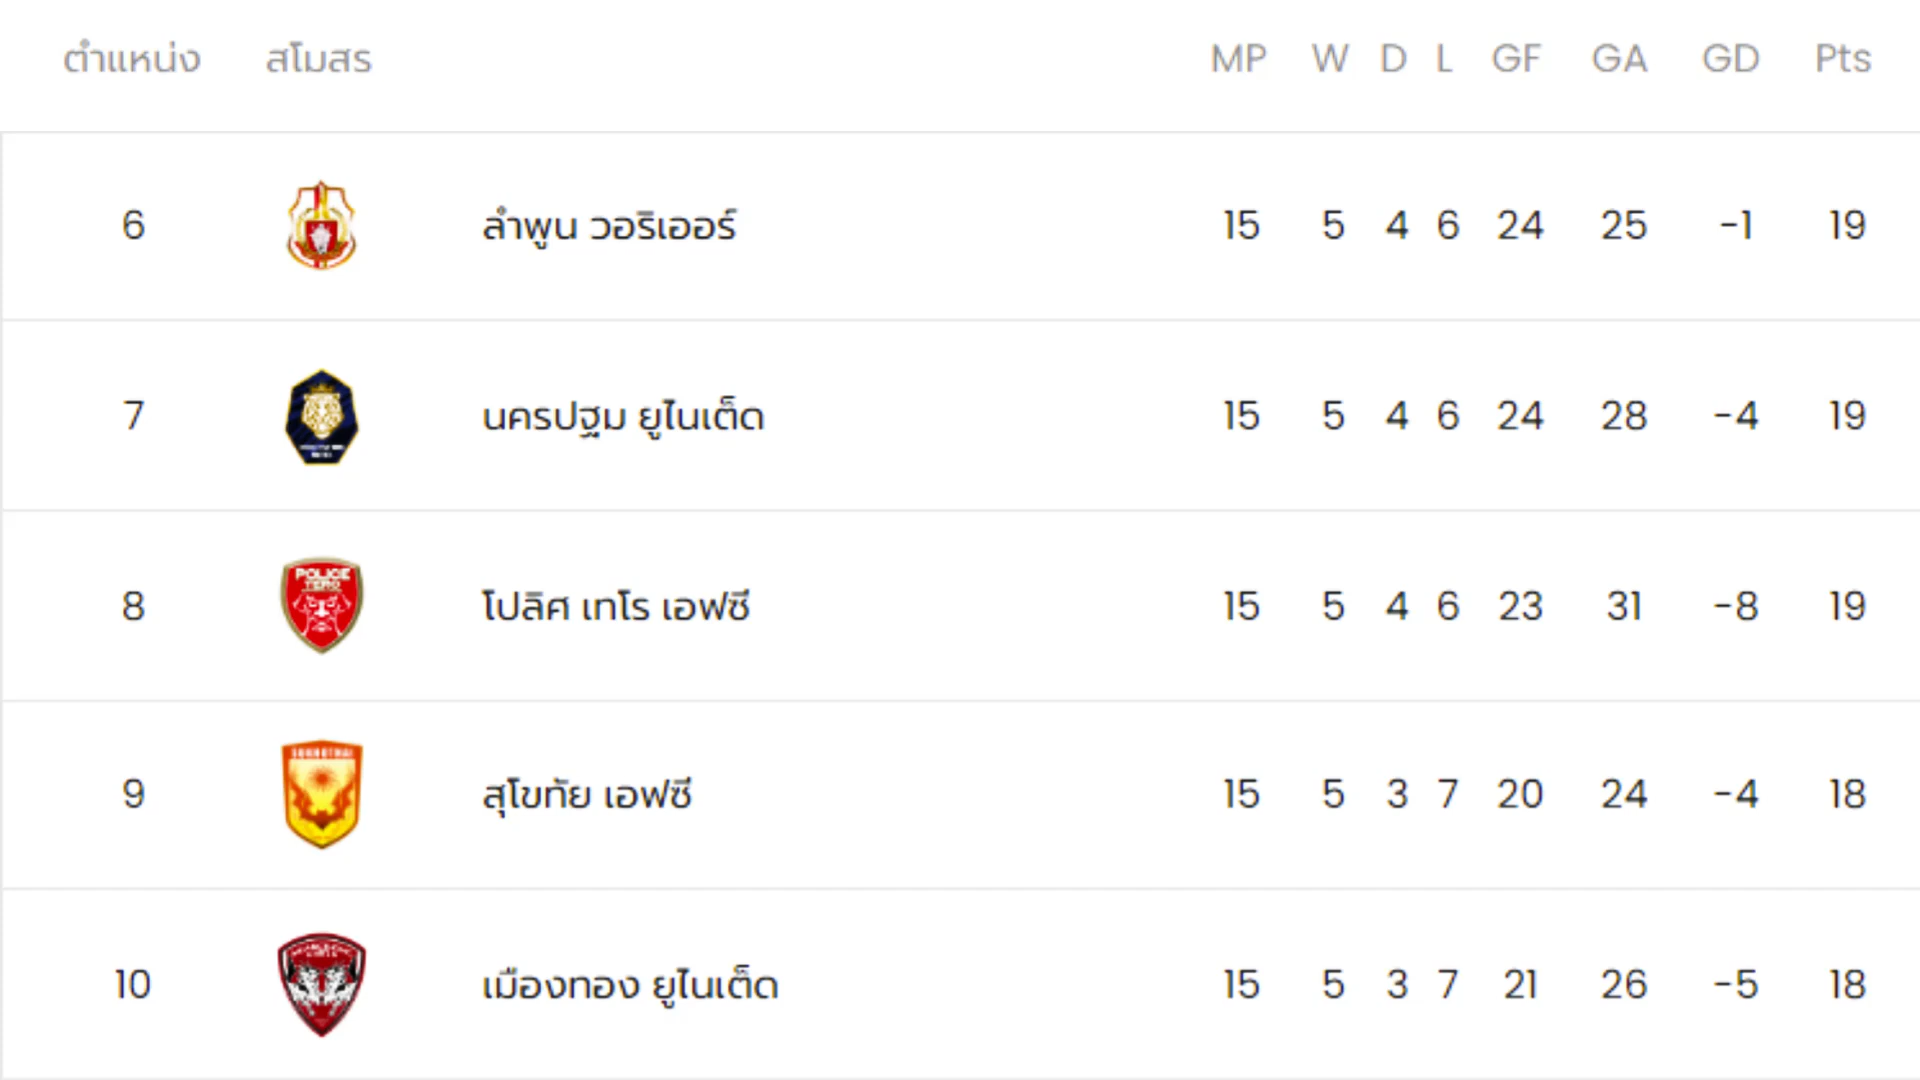 ตำแหน่ง สโมสร MP W D L GF GA GD Pts
6 ลำพูน วอริเออร์ 15 5 4 6 24 25 -1 19
7 นครปฐม ยูไนเต็ด 15 5 4 6 24 28 -4 19
POLICE
TERO
8 โปลิศ เทโร เอฟซี 15 5 4 6 23 31 -8 19
SUKHOTHAI
9 สุโขทัย เอฟซี 15 5 3 7 20 24 -4 18
10 เมืองทอง ยูไนเต็ด 15 5 3 7 21 26 -5 18